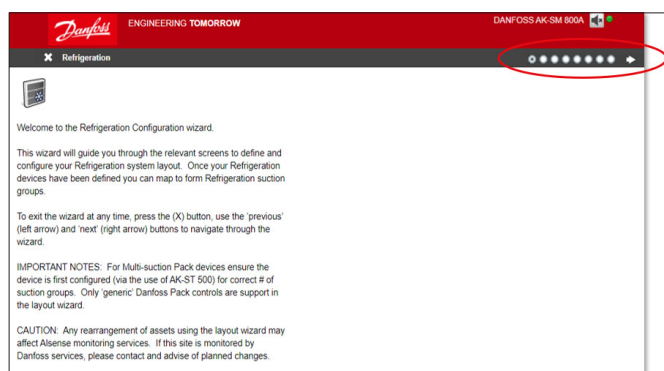 Danfoss
ENGINEERING TOMORROW
DANFOSS AK-SM 800A
Refrigeration
Welcome to the Refrigeration Configuration wizard.
This wizard will guide you through the relevant screens to define and
configure your Refrigeration system layout. Once your Refrigeration
devices have been defined you can map to form Refrigeration suction
groups.
To exit the wizard at any time, press the (X) button, use the 'previous'
(left arrow) and 'next' (right arrow) buttons to navigate through the
wizard.
IMPORTANT NOTES: For Multi-suction Pack devices ensure the
device is first configured (via the use of AK-ST 500) for correct # of
suction groups. Only 'generic' Danfoss Pack controls are support in
the layout wizard.
CAUTION: Any rearrangement of assets using the layout wizard may
affect Alsense monitoring services. If this site is monitored by
Danfoss services, please contact and advise of planned changes.